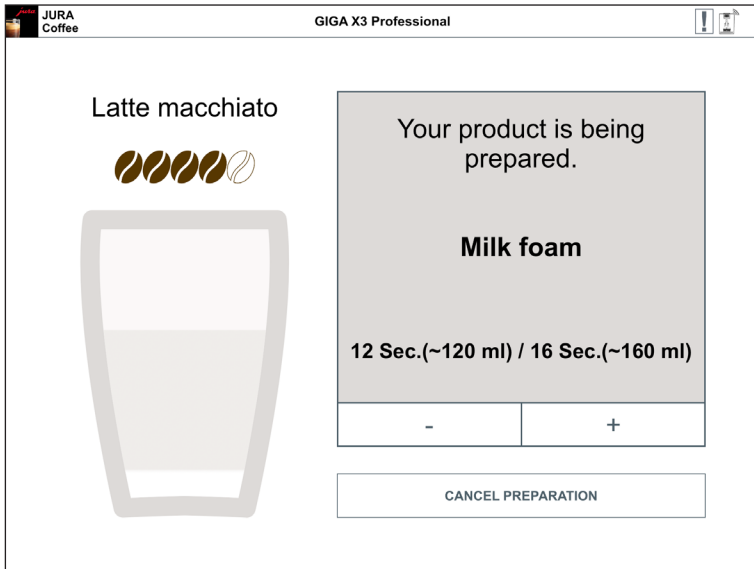 jura
JURA
Coffee
GIGA X3 Professional
Latte macchiato
Your product is being
prepared.
Milk foam
12 Sec.(~120 ml) / 16 Sec.(~160 ml)
-
+
CANCEL PREPARATION